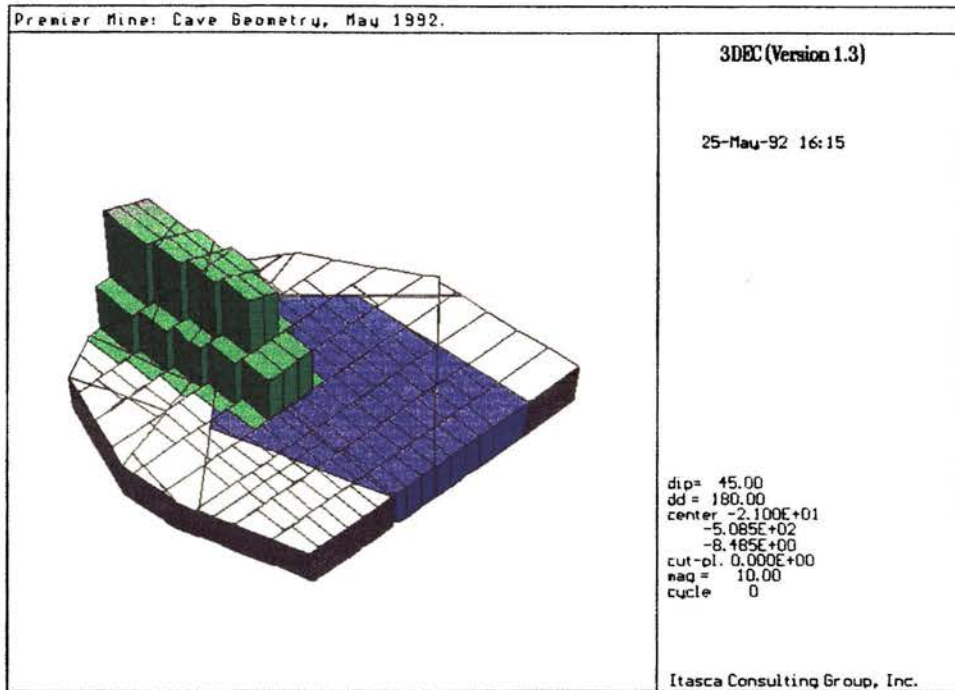 Premier Mine: Cave Geometry, May 1992.
3DEC (Version 1.3)
25-May-92 16:15
dip= 45.00
dd = 180.00
center -2.100E+01
-5.085E+02
-8.485E+00
cut-pl. 0.000E+00
mag = 10.00
cycle 0
Itasca Consulting Group, Inc.